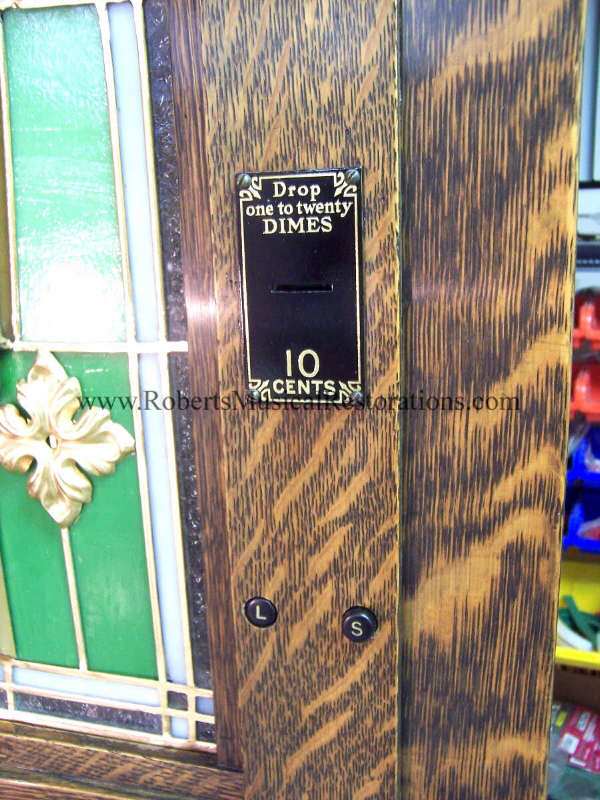 Drop
one to twenty
DIMES
10
CENTS
www.RobertsMusicalRestorations.com
L
S